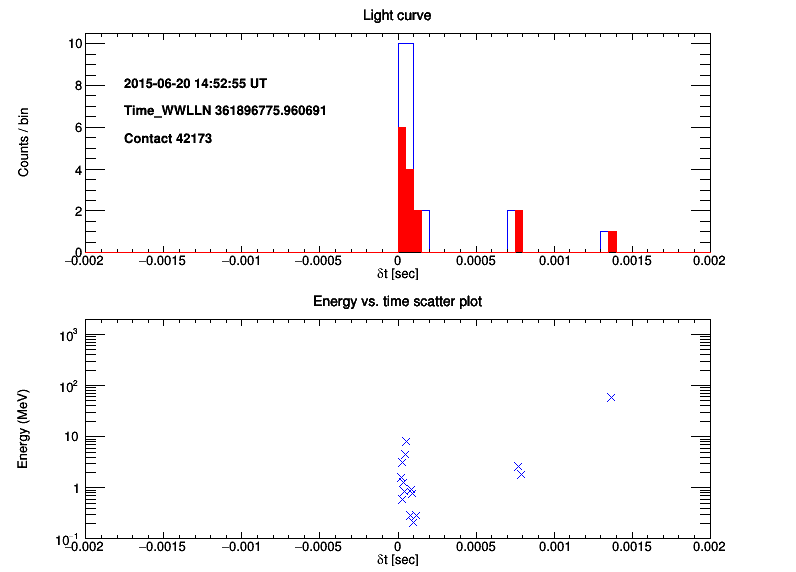 Light curve
Counts / bin
10
8
6
4
2
0
2015-06-20 14:52:55 UT
Time_WWLLN 361896775.960691
Contact 42173
−0.002 −0.0015 −0.001 −0.0005 0 0.0005 0.001 0.0015 0.002
δt [sec]
Energy vs. time scatter plot
Energy (MeV)
10³
10²
10
1
10⁻¹
−0.002 −0.0015 −0.001 −0.0005 0 0.0005 0.001 0.0015 0.002
δt [sec]